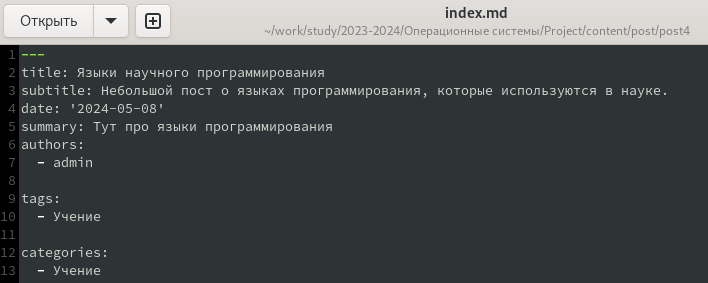 index.md
Открыть
~/work/study/2023-2024/Операционные системы/Project/content/post/post4
1 ---
2 title: Языки научного программирования
3 subtitle: Небольшой пост о языках программирования, которые используются в науке.
4 date: '2024-05-08'
5 summary: Тут про языки программирования
6 authors:
7   - admin
8
9 tags:
10   - Учение
11
12 categories:
13   - Учение